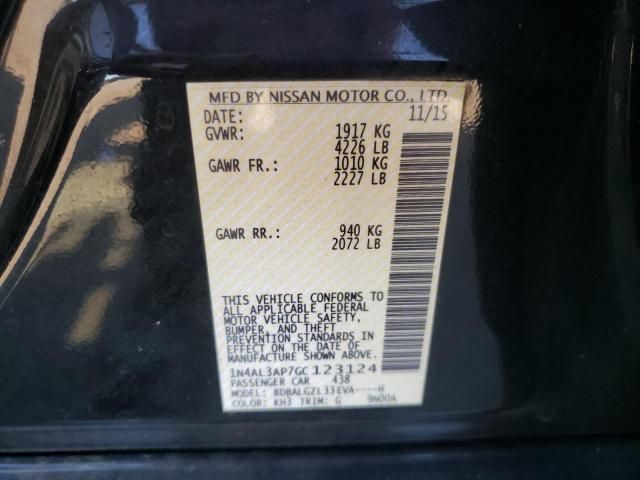 MFD BY NISSAN MOTOR CO., LTD.
DATE: 11/15
GVWR: 1917 KG
4226 LB
GAWR FR.: 1010 KG
2227 LB
GAWR RR.: 940 KG
2072 LB
THIS VEHICLE CONFORMS TO
ALL APPLICABLE FEDERAL
MOTOR VEHICLE SAFETY,
BUMPER, AND THEFT
PREVENTION STANDARDS IN
EFFECT ON THE DATE OF
MANUFACTURE SHOWN ABOVE.
1N4AL3AP7GC123124
PASSENGER CAR 438
MODEL: BDBALGZL33EVA----H
COLOR: KH3 TRIM: G 9N00A